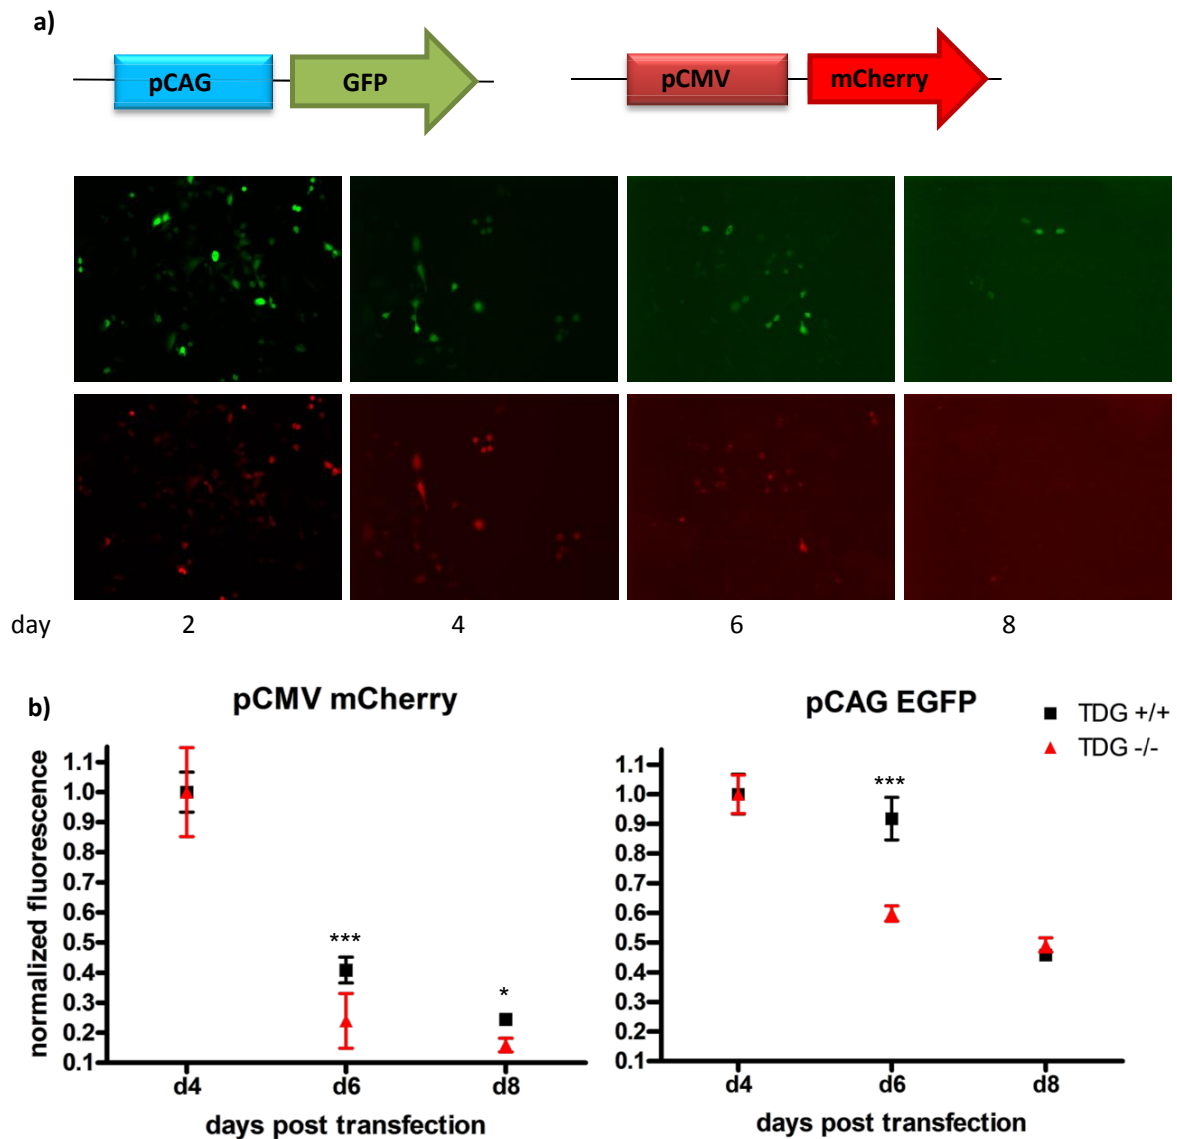 a)
pCAG GFP pCMV mCherry
day 2 4 6 8
b)
pCMV mCherry
pCAG EGFP
TDG +/+
TDG -/-
normalized fluorescence
1.1
1.0
0.9
0.8
0.7
0.6
0.5
0.4
0.3
0.2
0.1
***
*
d4 d6 d8
days post transfection
1.1
1.0
0.9
0.8
0.7
0.6
0.5
0.4
0.3
0.2
0.1
***
d4 d6 d8
days post transfection